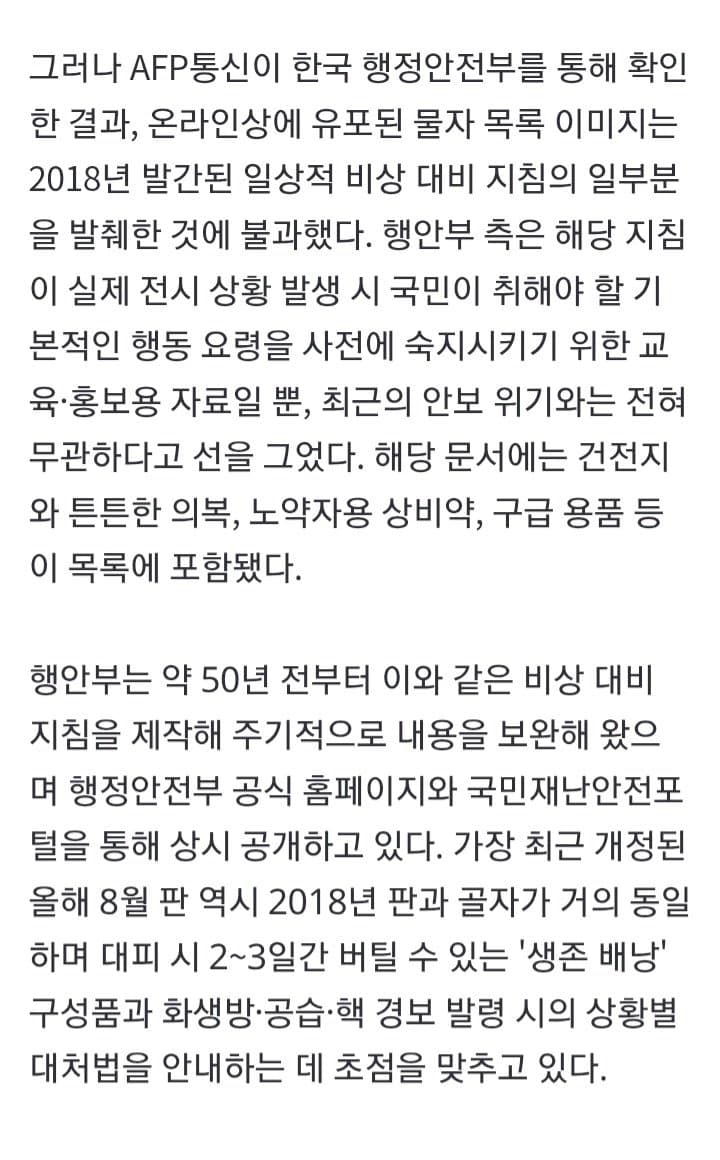 그러나 AFP통신이 한국 행정안전부를 통해 확인
한 결과, 온라인상에 유포된 물자 목록 이미지는
2018년 발간된 일상적 비상 대비 지침의 일부분
을 발췌한 것에 불과했다. 행안부 측은 해당 지침
이 실제 전시 상황 발생 시 국민이 취해야 할 기
본적인 행동 요령을 사전에 숙지시키기 위한 교
육·홍보용 자료일 뿐, 최근의 안보 위기와는 전혀
무관하다고 선을 그었다. 해당 문서에는 건전지
와 튼튼한 의복, 노약자용 상비약, 구급 용품 등
이 목록에 포함됐다.
행안부는 약 50년 전부터 이와 같은 비상 대비
지침을 제작해 주기적으로 내용을 보완해 왔으
며 행정안전부 공식 홈페이지와 국민재난안전포
털을 통해 상시 공개하고 있다. 가장 최근 개정된
올해 8월 판 역시 2018년 판과 골자가 거의 동일
하며 대피 시 2~3일간 버틸 수 있는 '생존 배낭'
구성품과 화생방·공습·핵 경보 발령 시의 상황별
대처법을 안내하는 데 초점을 맞추고 있다.